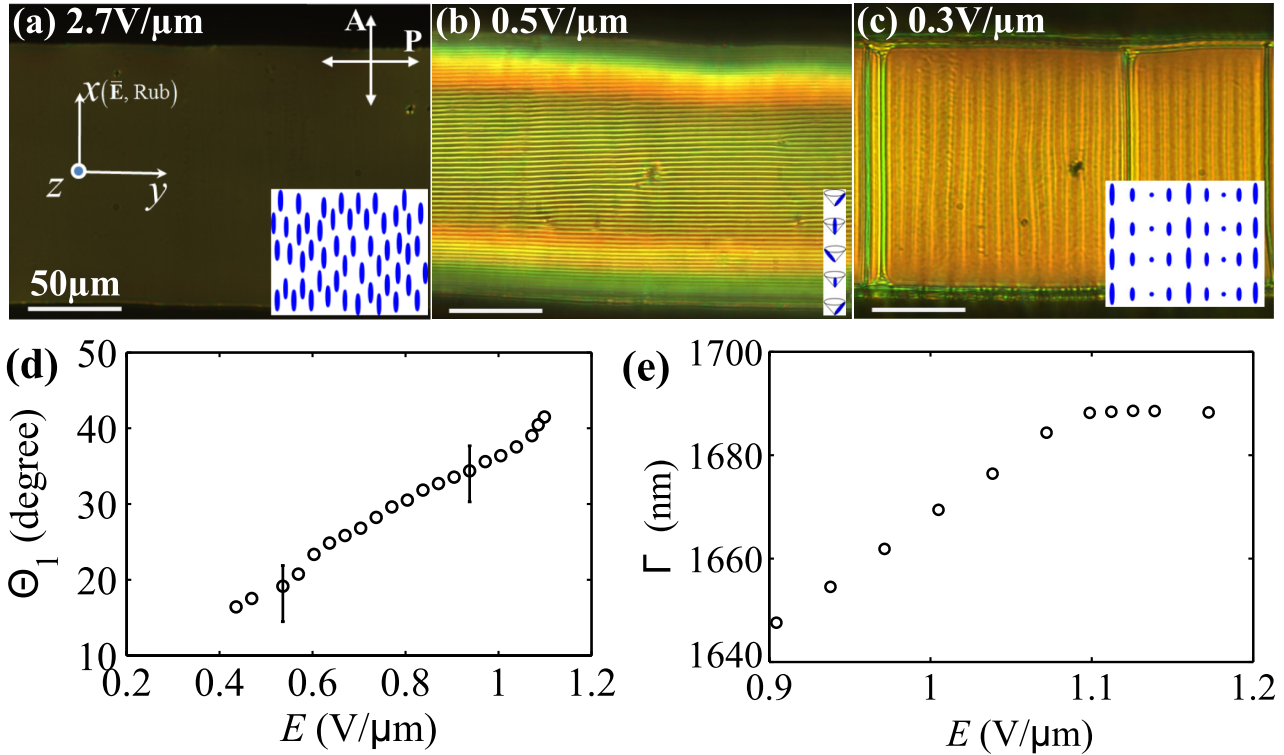 (a) 2.7V/µm
A
P
x(Ē, Rub)
z
y
50µm
(b) 0.5V/µm
(c) 0.3V/µm
(d)
50
40
30
20
10
0.2 0.4 0.6 0.8 1 1.2
Θ₁ (degree)
E (V/µm)
(e)
1700
1680
1660
1640
0.9 1 1.1 1.2
Γ (nm)
E (V/µm)